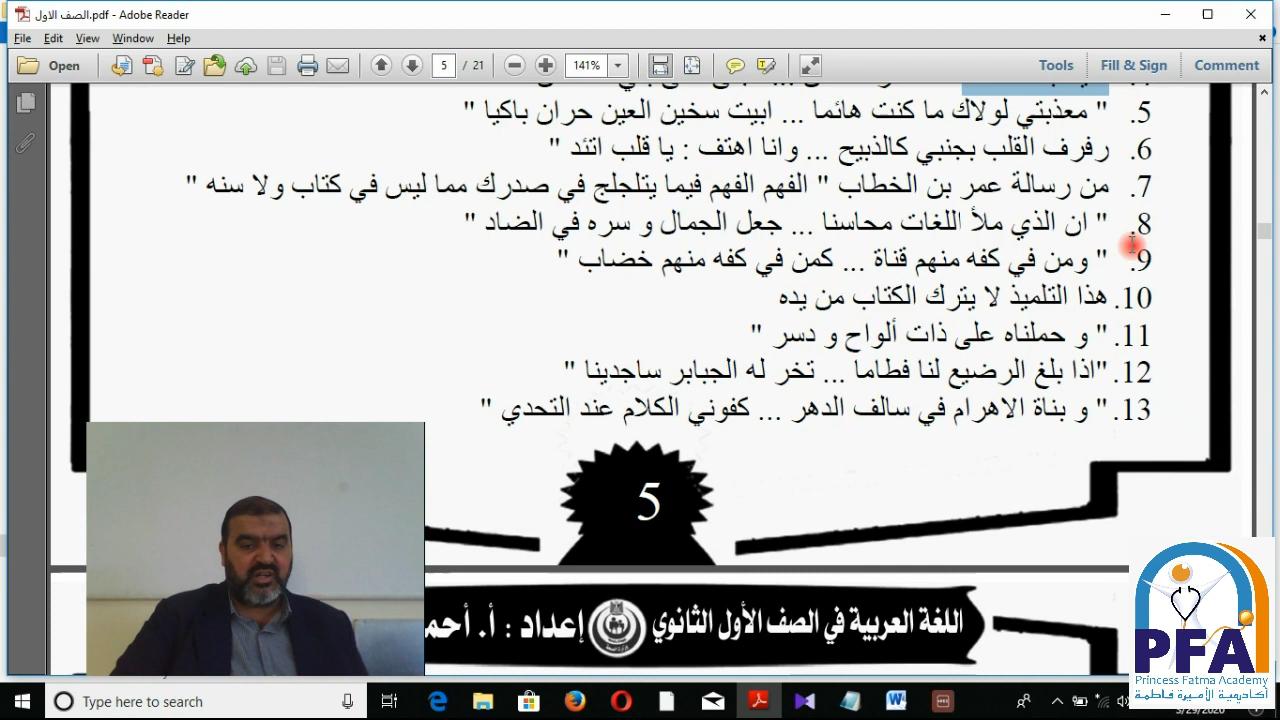 الصف الاول.pdf - Adobe Reader
File Edit View Window Help
Open 5 / 21 141% Tools Fill & Sign Comment
5. " معذبتي لولاك ما كنت هائما ... ابيت سخين العين حران باكيا "
6. رفرف القلب بجنبي كالذبيح ... وانا اهتف : يا قلب اتئد "
7. من رسالة عمر بن الخطاب " الفهم الفهم فيما يتلجلج في صدرك مما ليس في كتاب ولا سنه "
8. " ان الذي ملأ اللغات محاسنا ... جعل الجمال و سره في الضاد "
9. " ومن في كفه منهم قناة ... كمن في كفه منهم خضاب "
10. هذا التلميذ لا يترك الكتاب من يده
11. " و حملناه على ذات ألواح و دسر "
12. "اذا بلغ الرضيع لنا فطاما ... تخر له الجبابر ساجدينا "
13. " و بناة الاهرام في سالف الدهر ... كفوني الكلام عند التحدي "
5
اللغة العربية في الصف الأول الثانوي إعداد : أ.
PFA
Princess Fatma Academy
أكاديمية الأميرة فاطمة
Type here to search
3/29/2020